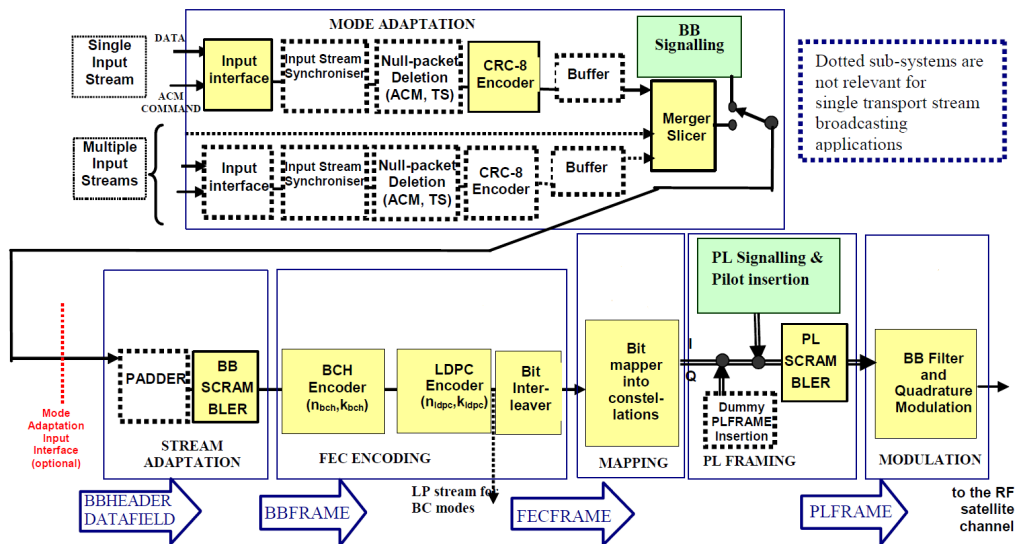 MODE ADAPTATION
Single
Input
Stream
DATA
ACM
COMMAND
Input
interface
Input Stream
Synchroniser
Null-packet
Deletion
(ACM, TS)
CRC-8
Encoder
Buffer
BB
Signalling
Merger
Slicer
Dotted sub-systems are
not relevant for
single transport stream
broadcasting
applications
Multiple
Input
Streams
Input
interface
Input Stream
Synchroniser
Null-packet
Deletion
(ACM, TS)
CRC-8
Encoder
Buffer
Mode
Adaptation
Input
Interface
(optional)
PADDER
BB
SCRAM
BLER
STREAM
ADAPTATION
BCH
Encoder
(nbch,kbch)
LDPC
Encoder
(nldpc,kldpc)
Bit
Inter-
leaver
FEC ENCODING
LP stream for
BC modes
Bit
mapper
into
constel-
lations
MAPPING
PL Signalling &
Pilot insertion
I
Q
Dummy
PLFRAME
Insertion
PL
SCRAM
BLER
PL FRAMING
BB Filter
and
Quadrature
Modulation
MODULATION
BBHEADER
DATAFIELD
BBFRAME
FECFRAME
PLFRAME
to the RF
satellite
channel